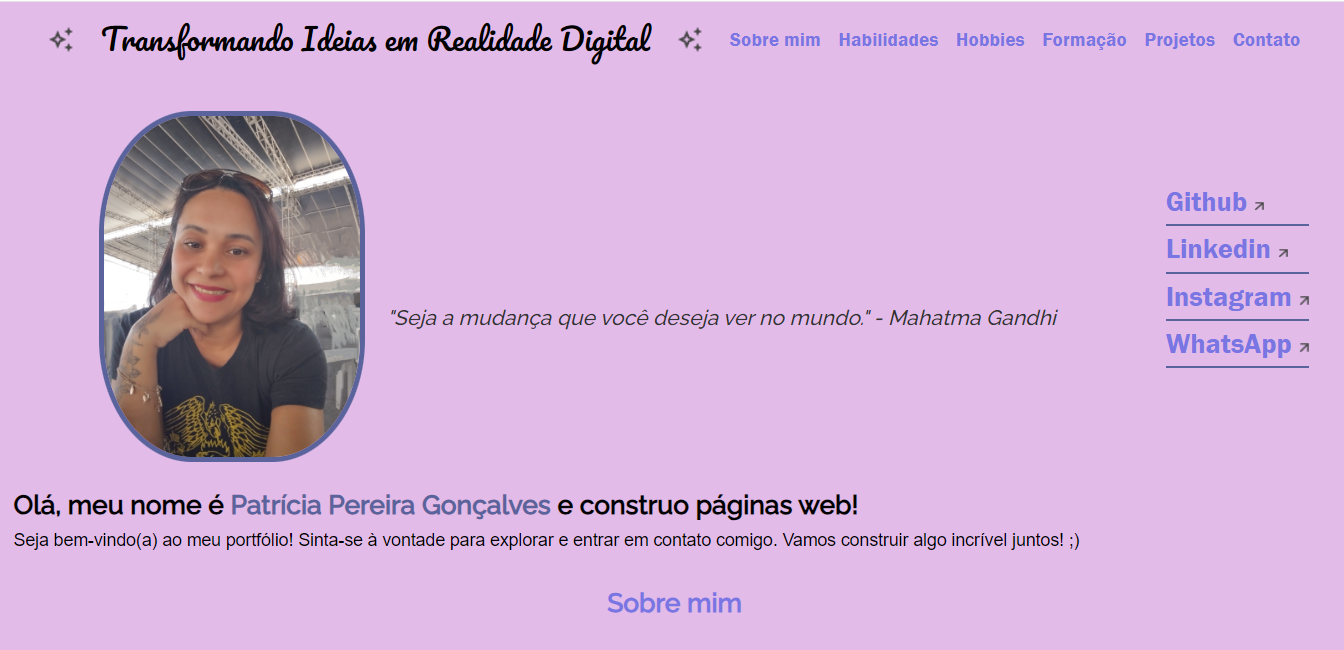 Transformando Ideias em Realidade Digital
Sobre mim Habilidades Hobbies Formação Projetos Contato
Github
Linkedin
Instagram
WhatsApp
"Seja a mudança que você deseja ver no mundo." - Mahatma Gandhi
Olá, meu nome é Patrícia Pereira Gonçalves e construo páginas web!
Seja bem-vindo(a) ao meu portfólio! Sinta-se à vontade para explorar e entrar em contato comigo. Vamos construir algo incrível juntos! ;)
Sobre mim